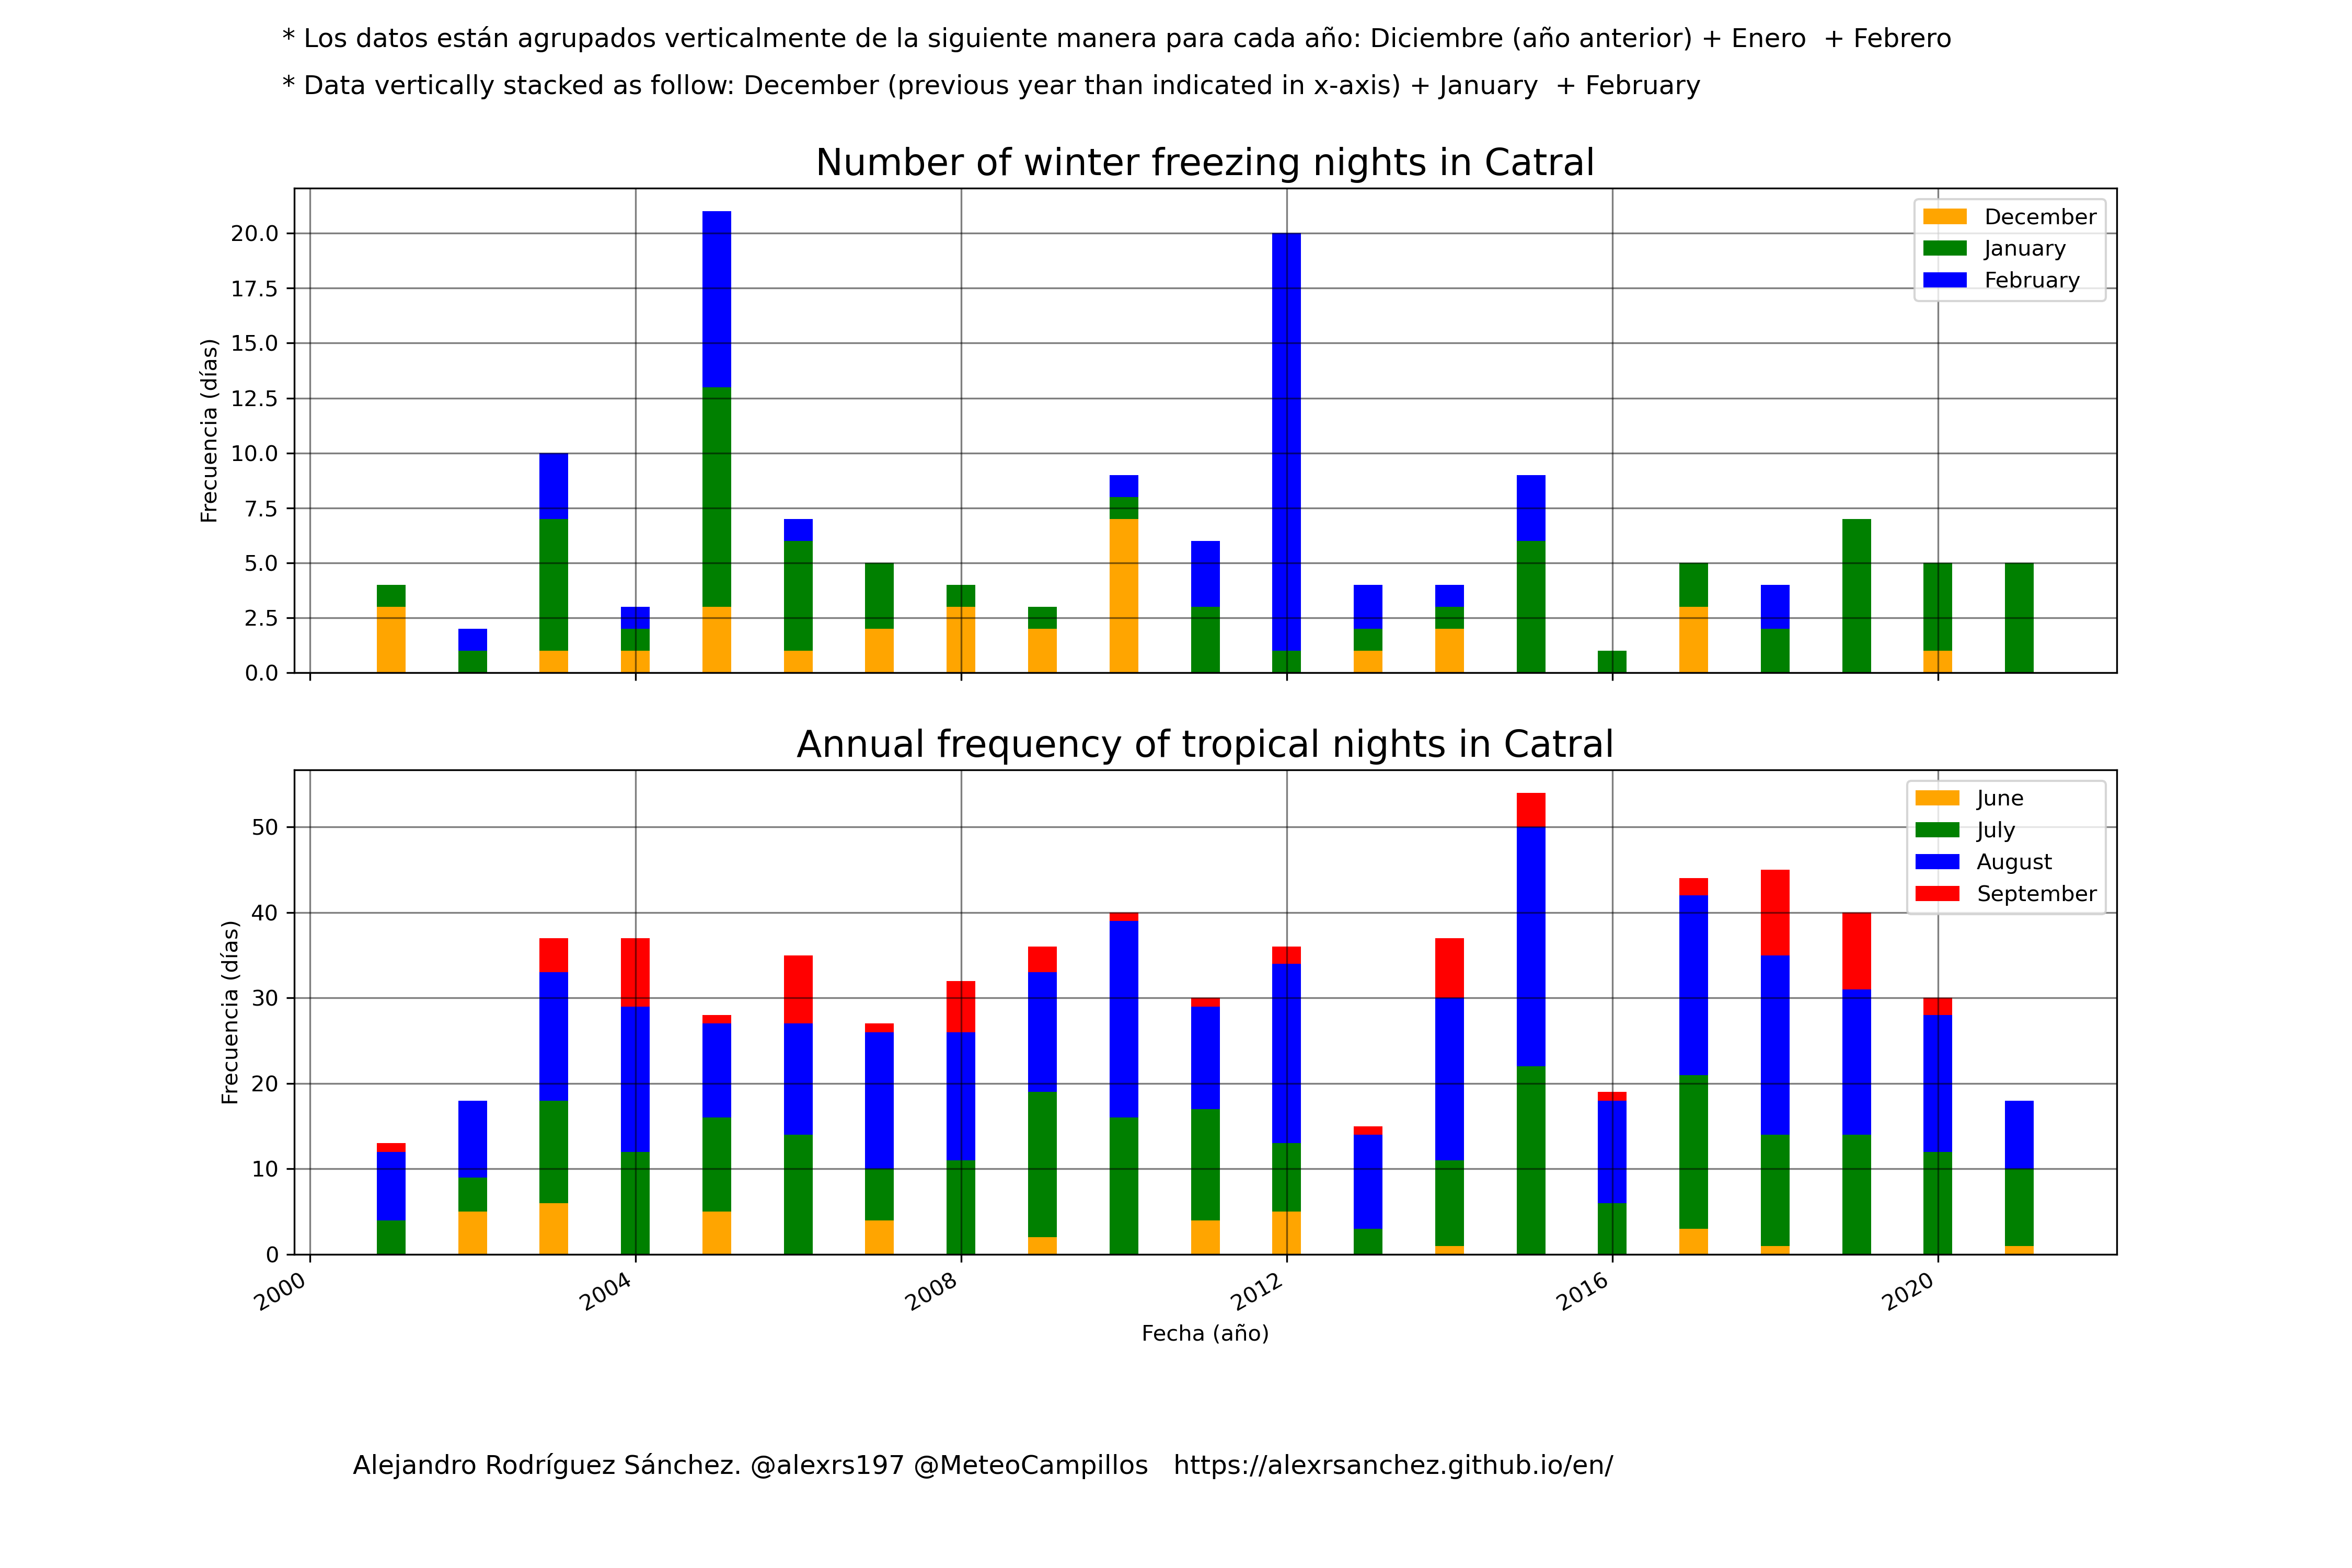 * Los datos están agrupados verticalmente de la siguiente manera para cada año: Diciembre (año anterior) + Enero  + Febrero
* Data vertically stacked as follow: December (previous year than indicated in x-axis) + January  + February
Number of winter freezing nights in Catral
Frecuencia (días)
20.0
17.5
15.0
12.5
10.0
7.5
5.0
2.5
0.0
December
January
February
Annual frequency of tropical nights in Catral
Frecuencia (días)
50
40
30
20
10
0
June
July
August
September
2000
2004
2008
2012
2016
2020
Fecha (año)
Alejandro Rodríguez Sánchez. @alexrs197 @MeteoCampillos   https://alexrsanchez.github.io/en/